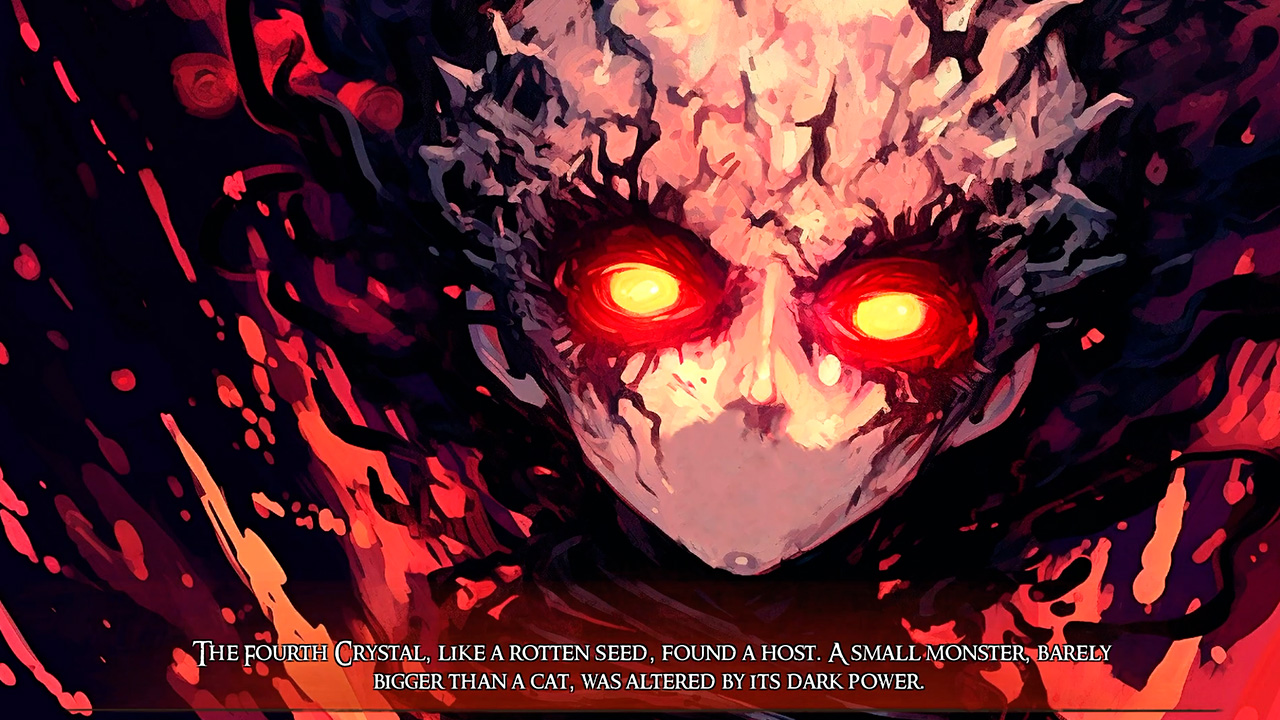 The fourth Crystal, like a rotten seed, found a host. A small monster, barely
bigger than a cat, was altered by its dark power.